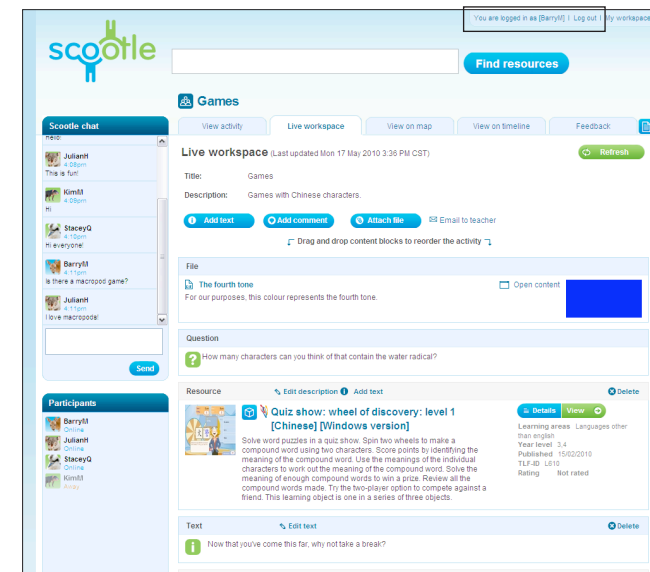 You are logged in as [BarryM] | Log out | My workspace
scootle
Find resources
Games
Scootle chat
View activity
Live workspace
View on map
View on timeline
Feedback
Hello!
JulianH
4:08pm
This is fun!
KimM
4:09pm
Hi
StaceyQ
4:10pm
Hi everyone!
BarryM
4:11pm
Is there a macropod game?
JulianH
4:11pm
I love macropods!
Send
Participants
BarryM
Online
JulianH
Online
StaceyQ
Online
KimM
Away
Live workspace (Last updated Mon 17 May 2010 3:36 PM CST)
Refresh
Title: Games
Description: Games with Chinese characters.
Add text
Add comment
Attach file
Email to teacher
Drag and drop content blocks to reorder the activity
File
The fourth tone
Open content
For our purposes, this colour represents the fourth tone.
Question
How many characters can you think of that contain the water radical?
Resource
Edit description
Add text
Delete
Quiz show: wheel of discovery: level 1
[Chinese] [Windows version]
Solve word puzzles in a quiz show. Spin two wheels to make a
compound word using two characters. Score points by identifying the
meaning of the compound word. Use the meanings of the individual
characters to work out the meaning of the compound word. Solve the
meaning of enough compound words to win a prize. Review all the
compound words made. Try the two-player option to compete against a
friend. This learning object is one in a series of three objects.
Details
View
Learning areas Languages other
than english
Year level 3,4
Published 15/02/2010
TLF-ID L610
Rating Not rated
Text
Edit text
Delete
Now that you've come this far, why not take a break?